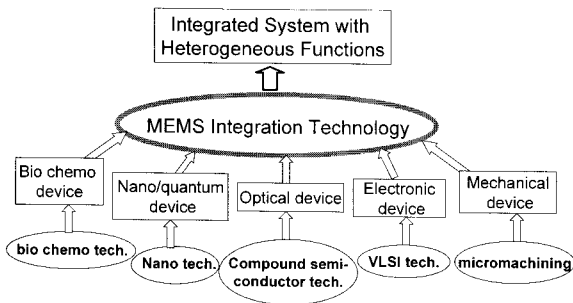 Integrated System with
Heterogeneous Functions
MEMS Integration Technology
Bio chemo
device
Nano/quantum
device
Optical device
Electronic
device
Mechanical
device
bio chemo tech.
Nano tech.
Compound semi-
conductor tech.
VLSI tech.
micromachining